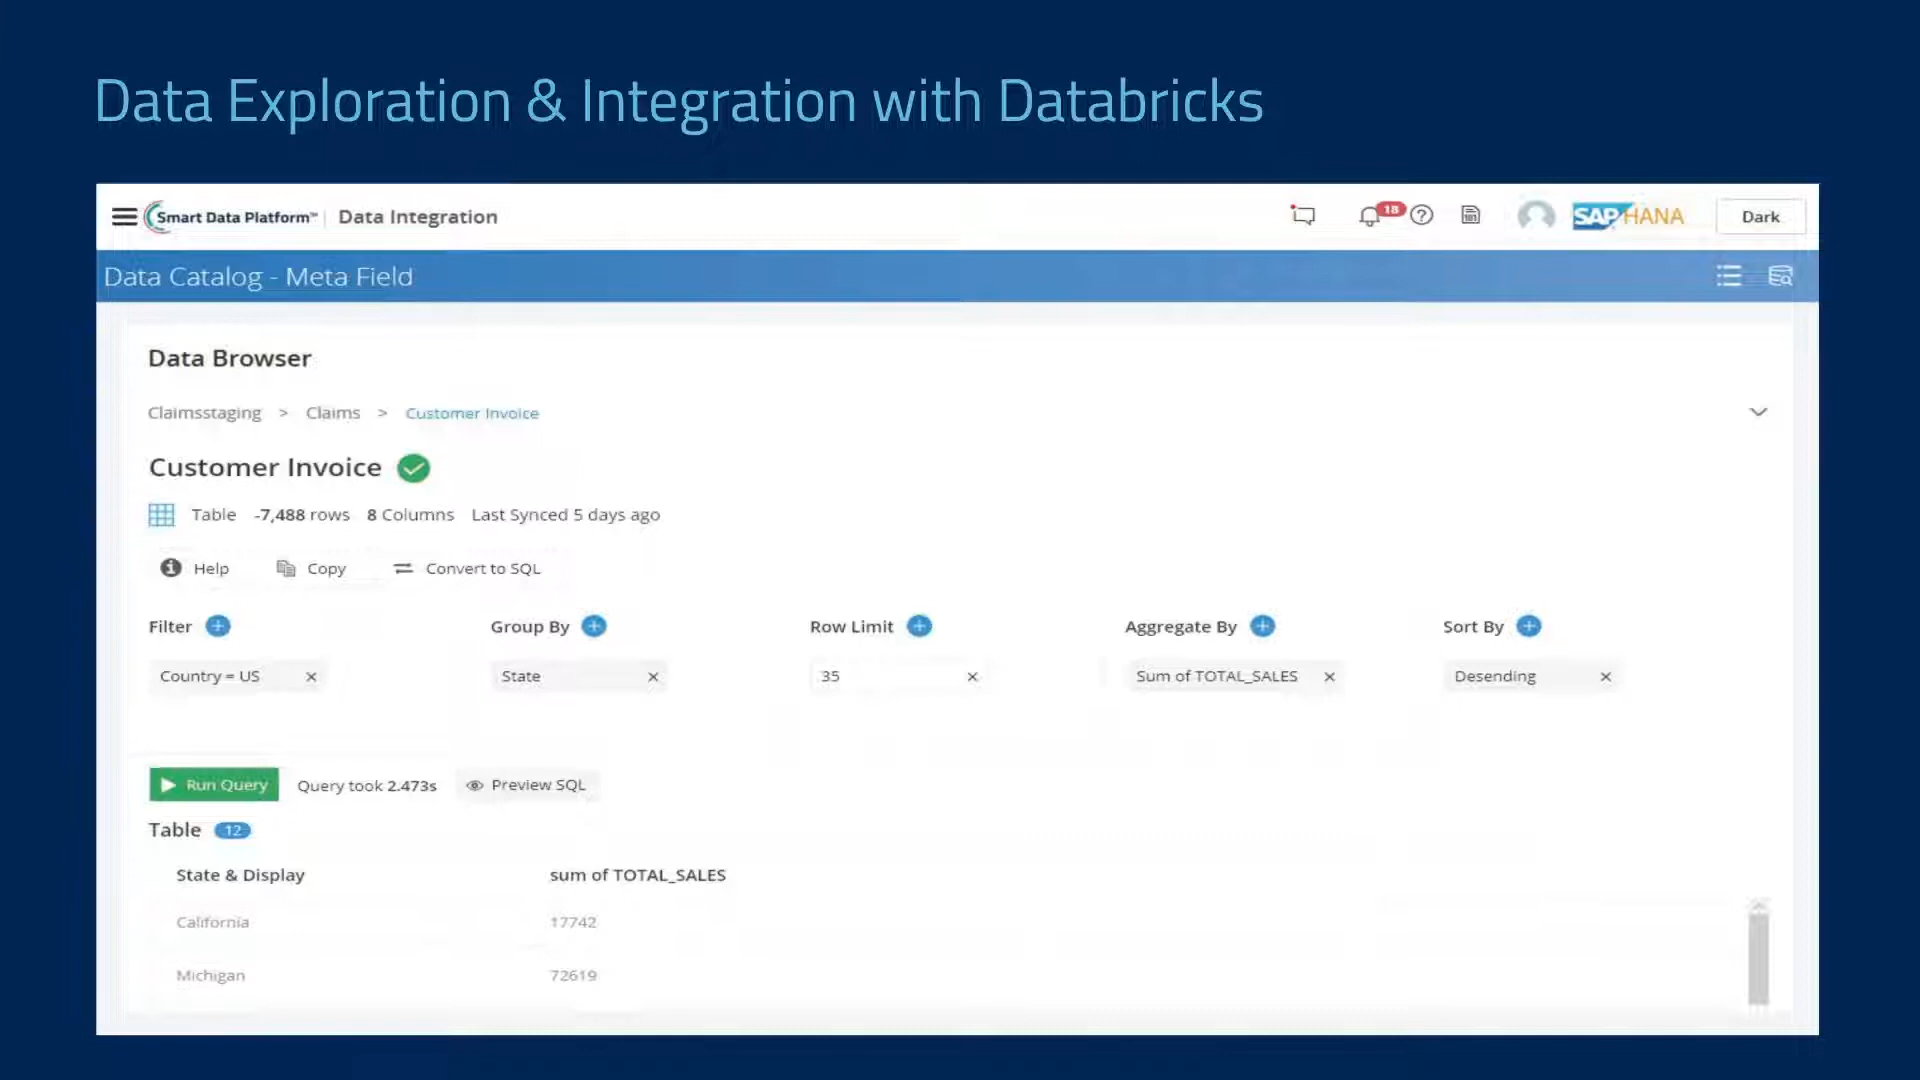 Data Exploration & Integration with Databricks
Smart Data Platform™ | Data Integration
18
SAP HANA
Dark
Data Catalog - Meta Field
Data Browser
Claimsstaging > Claims > Customer Invoice
Customer Invoice
Table -7,488 rows 8 Columns Last Synced 5 days ago
Help Copy Convert to SQL
Filter Group By Row Limit Aggregate By Sort By
Country = US × State × 35 × Sum of TOTAL_SALES × Desending ×
Run Query Query took 2.473s Preview SQL
Table 12
State & Display sum of TOTAL_SALES
California 17742
Michigan 72619